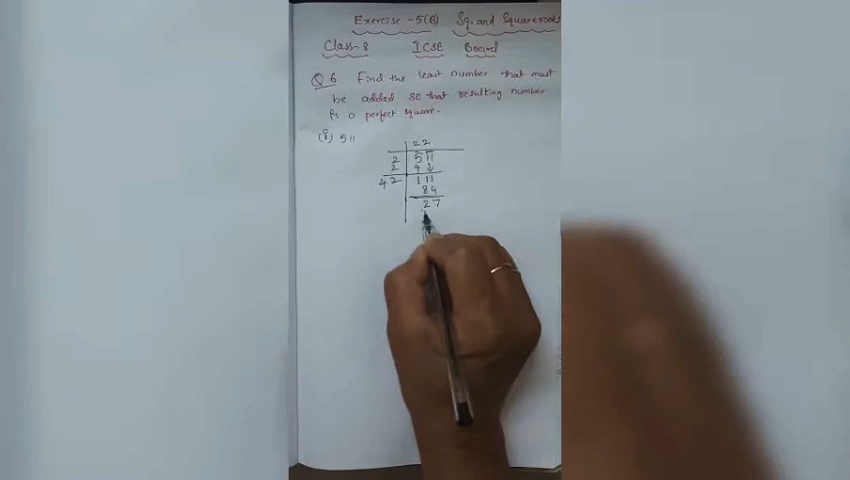 Exercise -5(B) Sq. and Squareroots
Class-8 ICSE Board
Q 6 Find the least number that must
be added so that resulting number
is a perfect square.
(i) 511
22
2 511
2 4
42 111
84
27